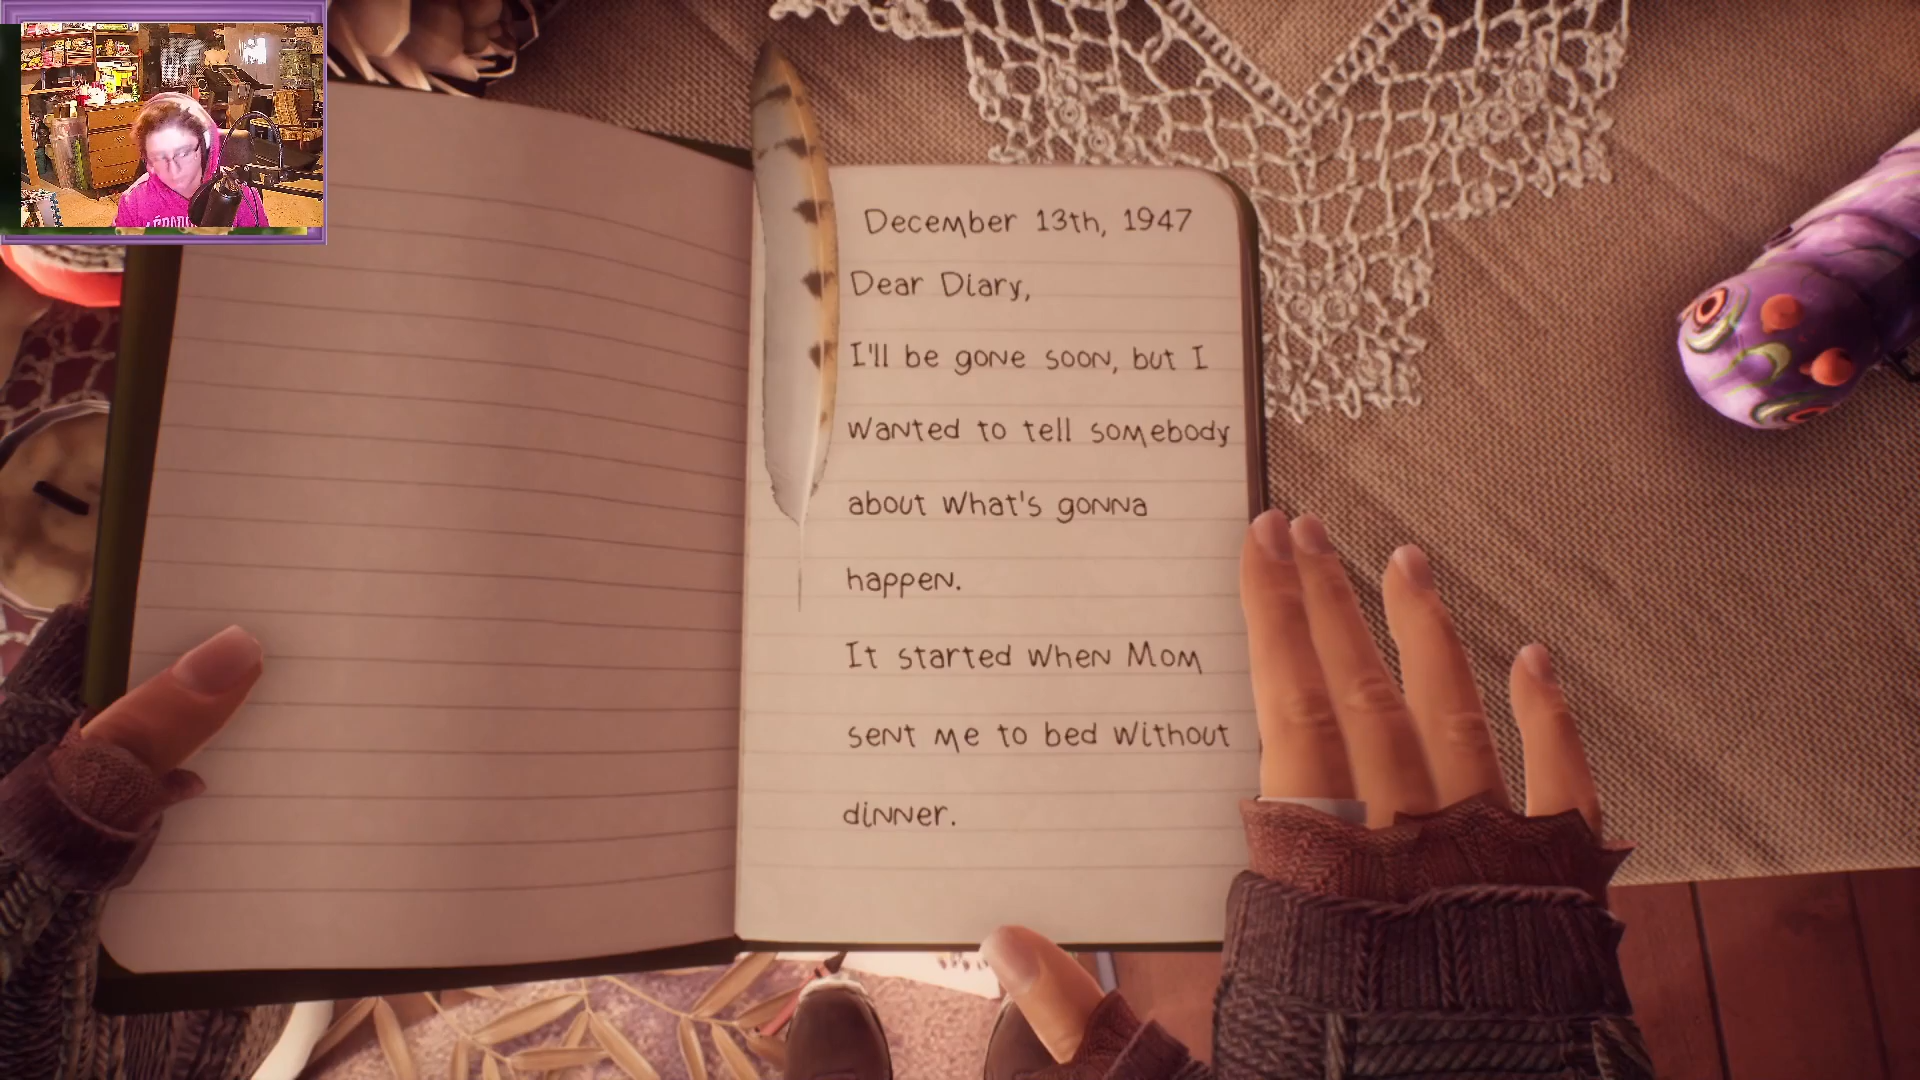 December 13th, 1947
Dear Diary,
I'll be gone soon, but I
wanted to tell somebody
about what's gonna
happen.
It started when Mom
sent me to bed without
dinner.